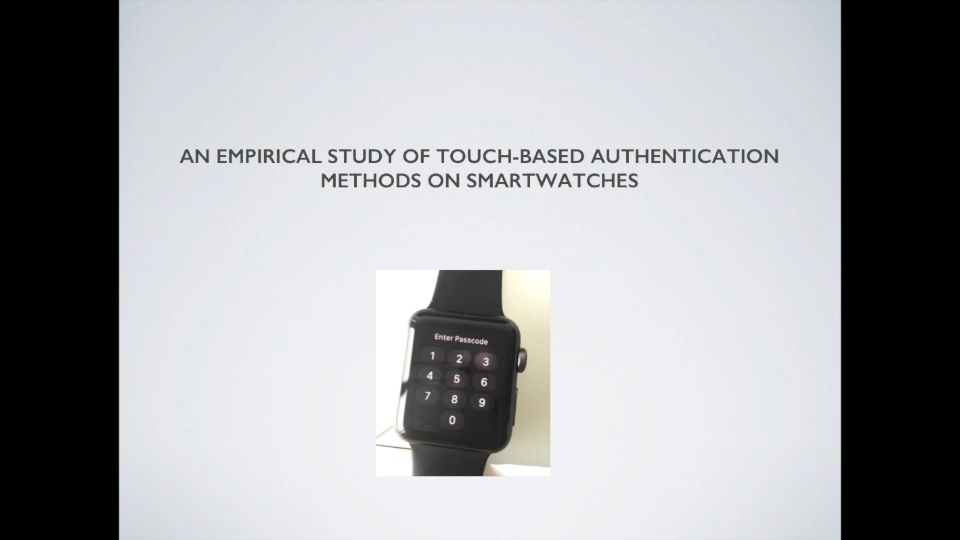 AN EMPIRICAL STUDY OF TOUCH-BASED AUTHENTICATION
METHODS ON SMARTWATCHES
Enter Passcode
1 2 3
4 5 6
7 8 9
0